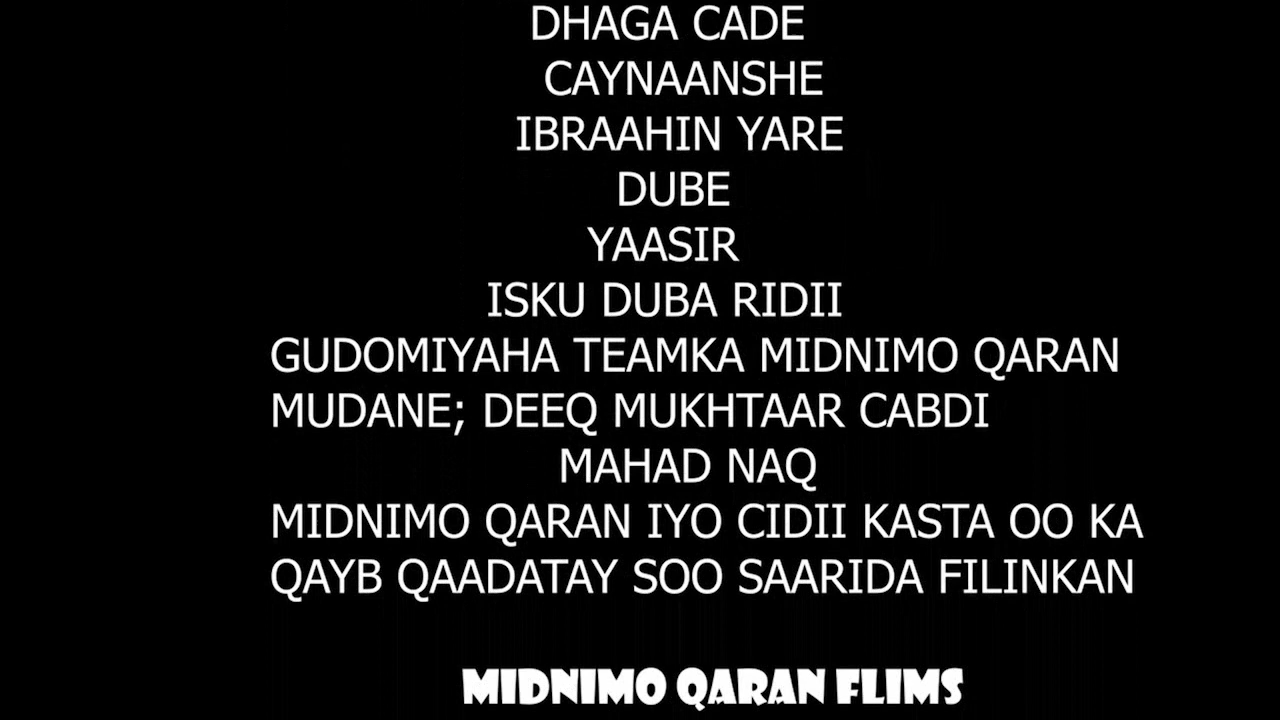 DHAGA CADE
CAYNAANSHE
IBRAAHIN YARE
DUBE
YAASIR
ISKU DUBA RIDII
GUDOMIYAHA TEAMKA MIDNIMO QARAN
MUDANE; DEEQ MUKHTAAR CABDI
MAHAD NAQ
MIDNIMO QARAN IYO CIDII KASTA OO KA
QAYB QAADATAY SOO SAARIDA FILINKAN
MIDNIMO QARAN FLIMS